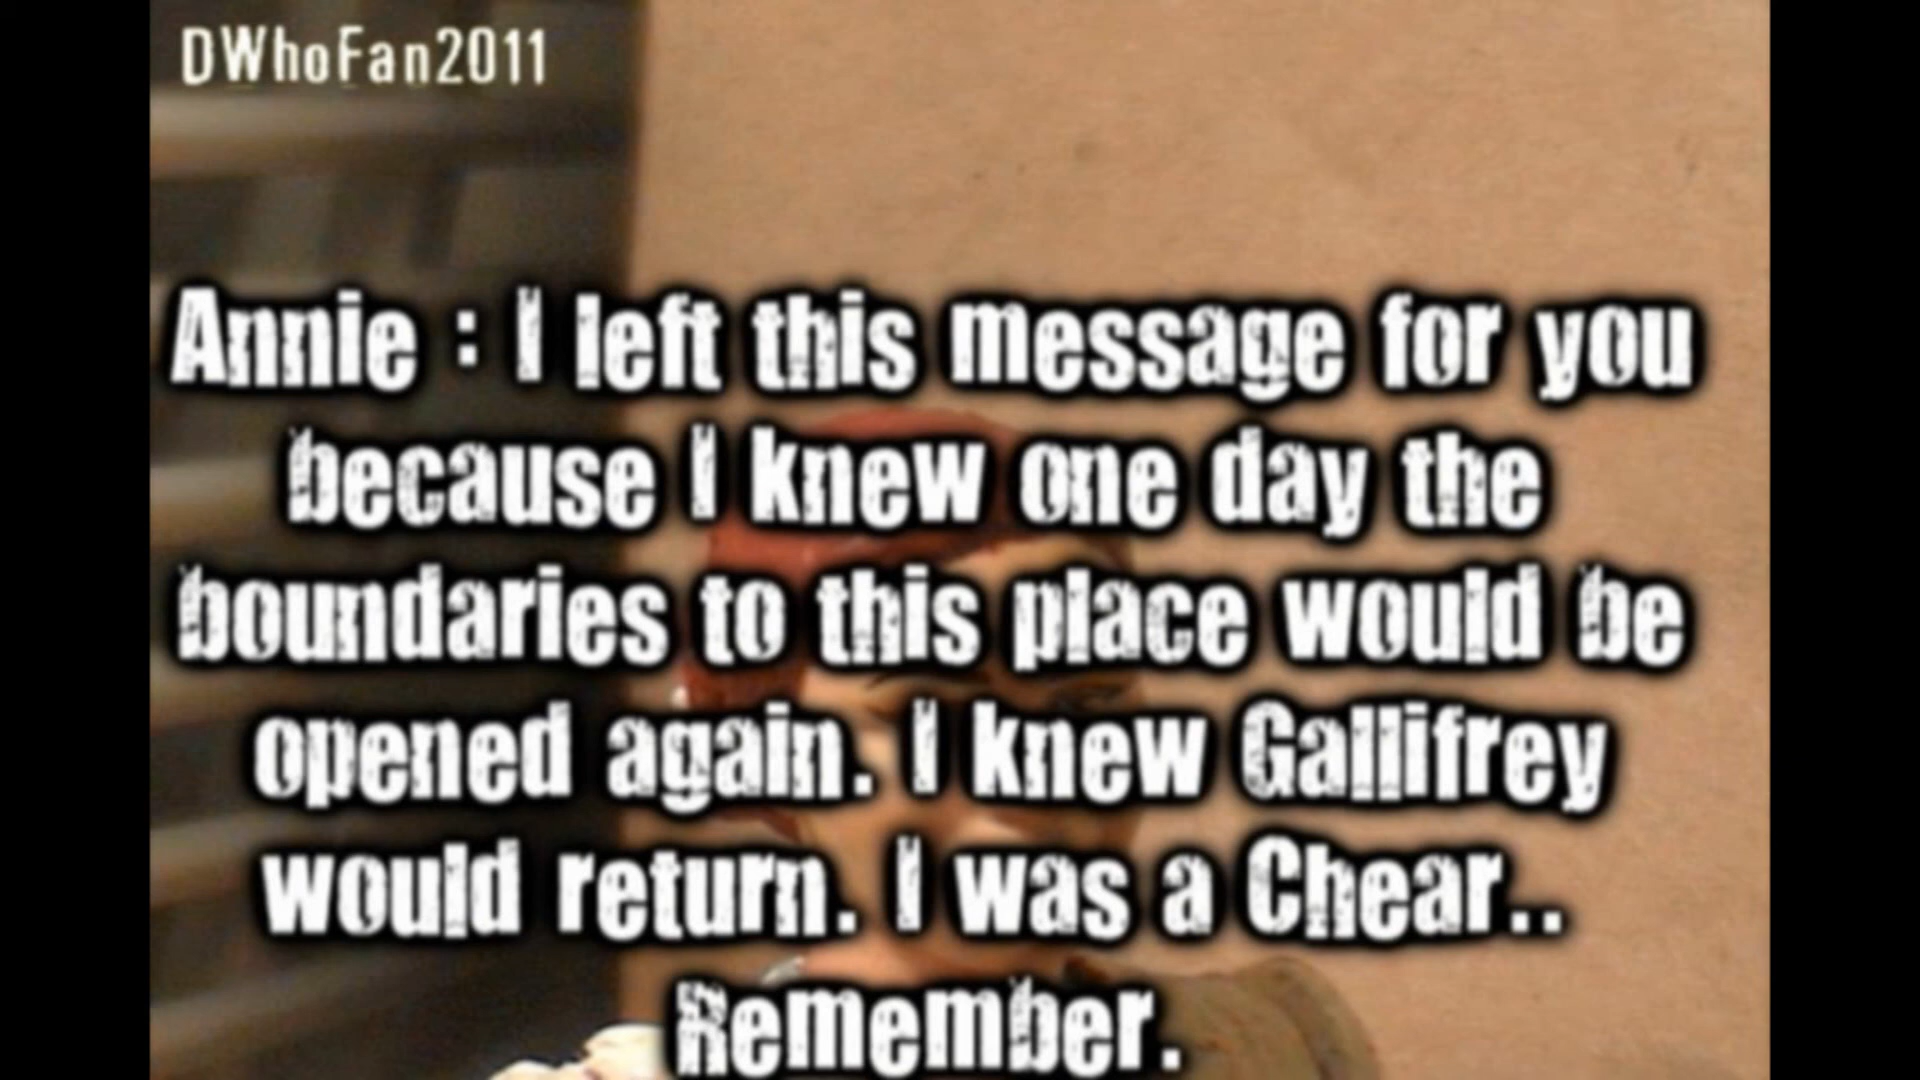 DWhoFan2011
Annie : I left this message for you
because I knew one day the
boundaries to this place would be
opened again. I knew Gallifrey
would return. I was a Chear..
Remember.